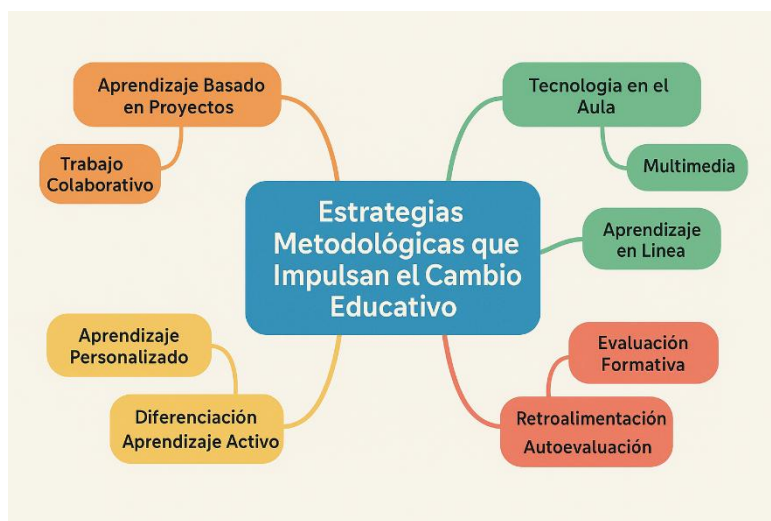 Aprendizaje Basado
en Proyectos
Trabajo
Colaborativo
Tecnologia en el
Aula
Multimedia
Aprendizaje
en Linea
Estrategias
Metodológicas que
Impulsan el Cambio
Educativo
Aprendizaje
Personalizado
Diferenciación
Aprendizaje Activo
Evaluación
Formativa
Retroalimentación
Autoevaluación